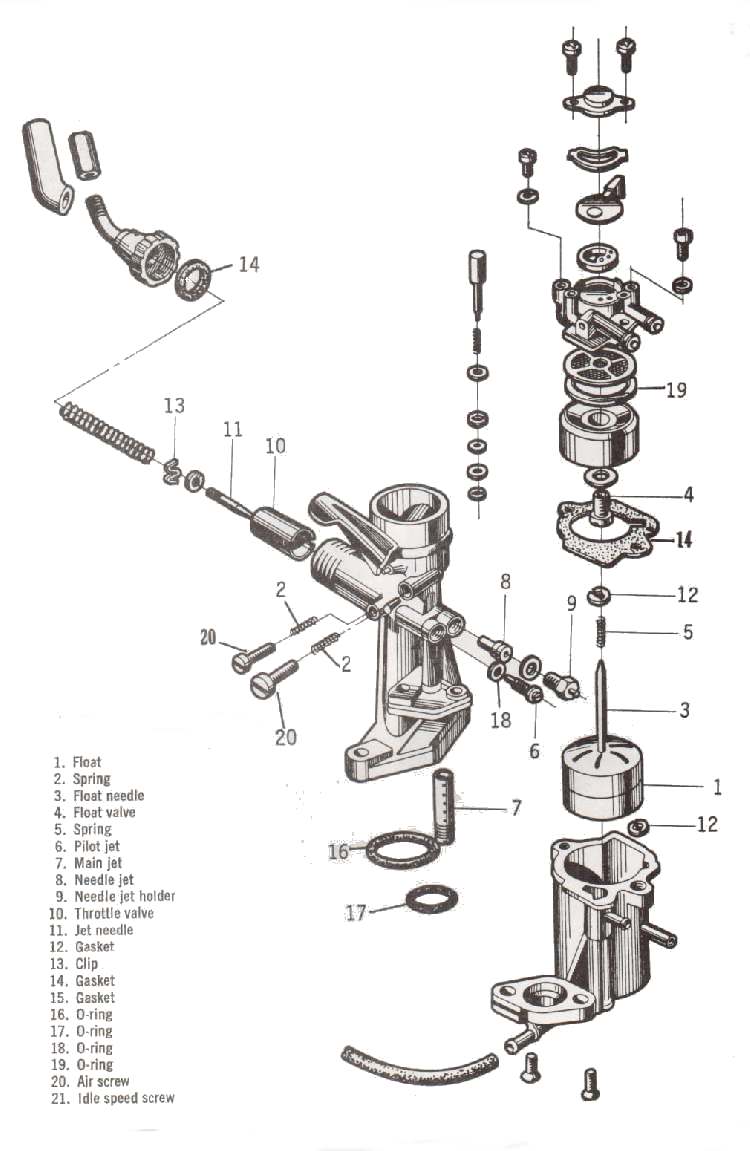 14
13
11
10
19
4
14
12
5
2
20
2
20
8
9
18
6
3
1
12
7
16
17
1. Float
2. Spring
3. Float needle
4. Float valve
5. Spring
6. Pilot jet
7. Main jet
8. Needle jet
9. Needle jet holder
10. Throttle valve
11. Jet needle
12. Gasket
13. Clip
14. Gasket
15. Gasket
16. O-ring
17. O-ring
18. O-ring
19. O-ring
20. Air screw
21. Idle speed screw